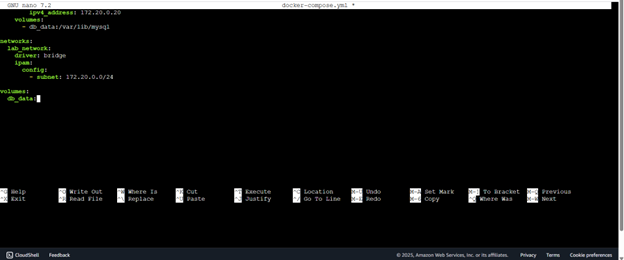 GNU nano 7.2 docker-compose.yml *
ipv4_address: 172.20.0.20
volumes:
- db_data:/var/lib/mysql
networks:
lab_network:
driver: bridge
ipam:
config:
- subnet: 172.20.0.0/24
volumes:
db_data:
^G Help ^O Write Out ^W Where Is ^K Cut ^T Execute ^C Location M-U Undo M-A Set Mark M-] To Bracket M-Q Previous
^X Exit ^R Read File ^\ Replace ^U Paste ^J Justify ^/ Go To Line M-E Redo M-6 Copy ^Q Where Was M-W Next
CloudShell Feedback © 2025, Amazon Web Services, Inc. or its affiliates. Privacy Terms Cookie preferences